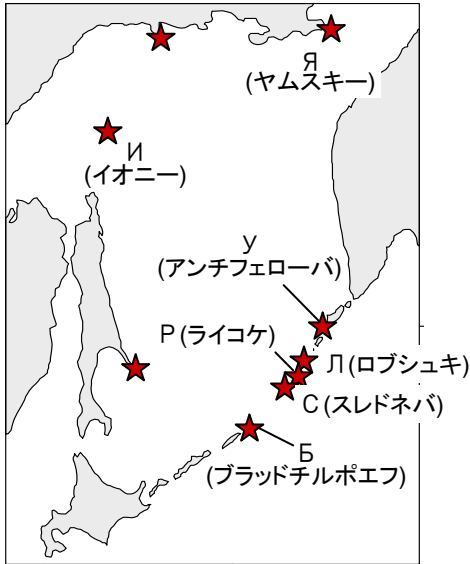 Я
(ヤムスキー)
И
(イオニー)
У
(アンチフェローバ)
Р(ライコケ)
Л(ロブシュキ)
С(スレドネバ)
Б
(ブラッドチルポエフ)